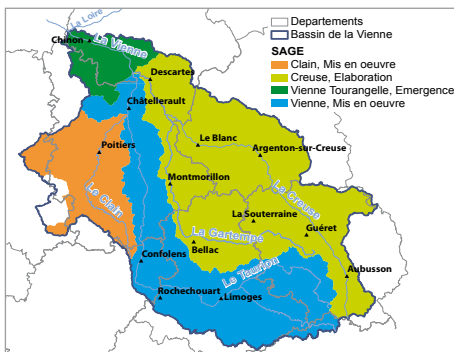 La Loire
Chinon
La Vienne
Departements
Bassin de la Vienne
SAGE
Clain, Mis en oeuvre
Creuse, Elaboration
Vienne Tourangelle, Emergence
Vienne, Mis en oeuvre
Descartes
Châtellerault
Le Blanc
Poitiers
Argenton-sur-Creuse
Montmorillon
Le Clain
La Creuse
La Souterraine
La Gartempe
Guéret
Bellac
Confolens
Le Tourion
Aubusson
Rochechouart
Limoges